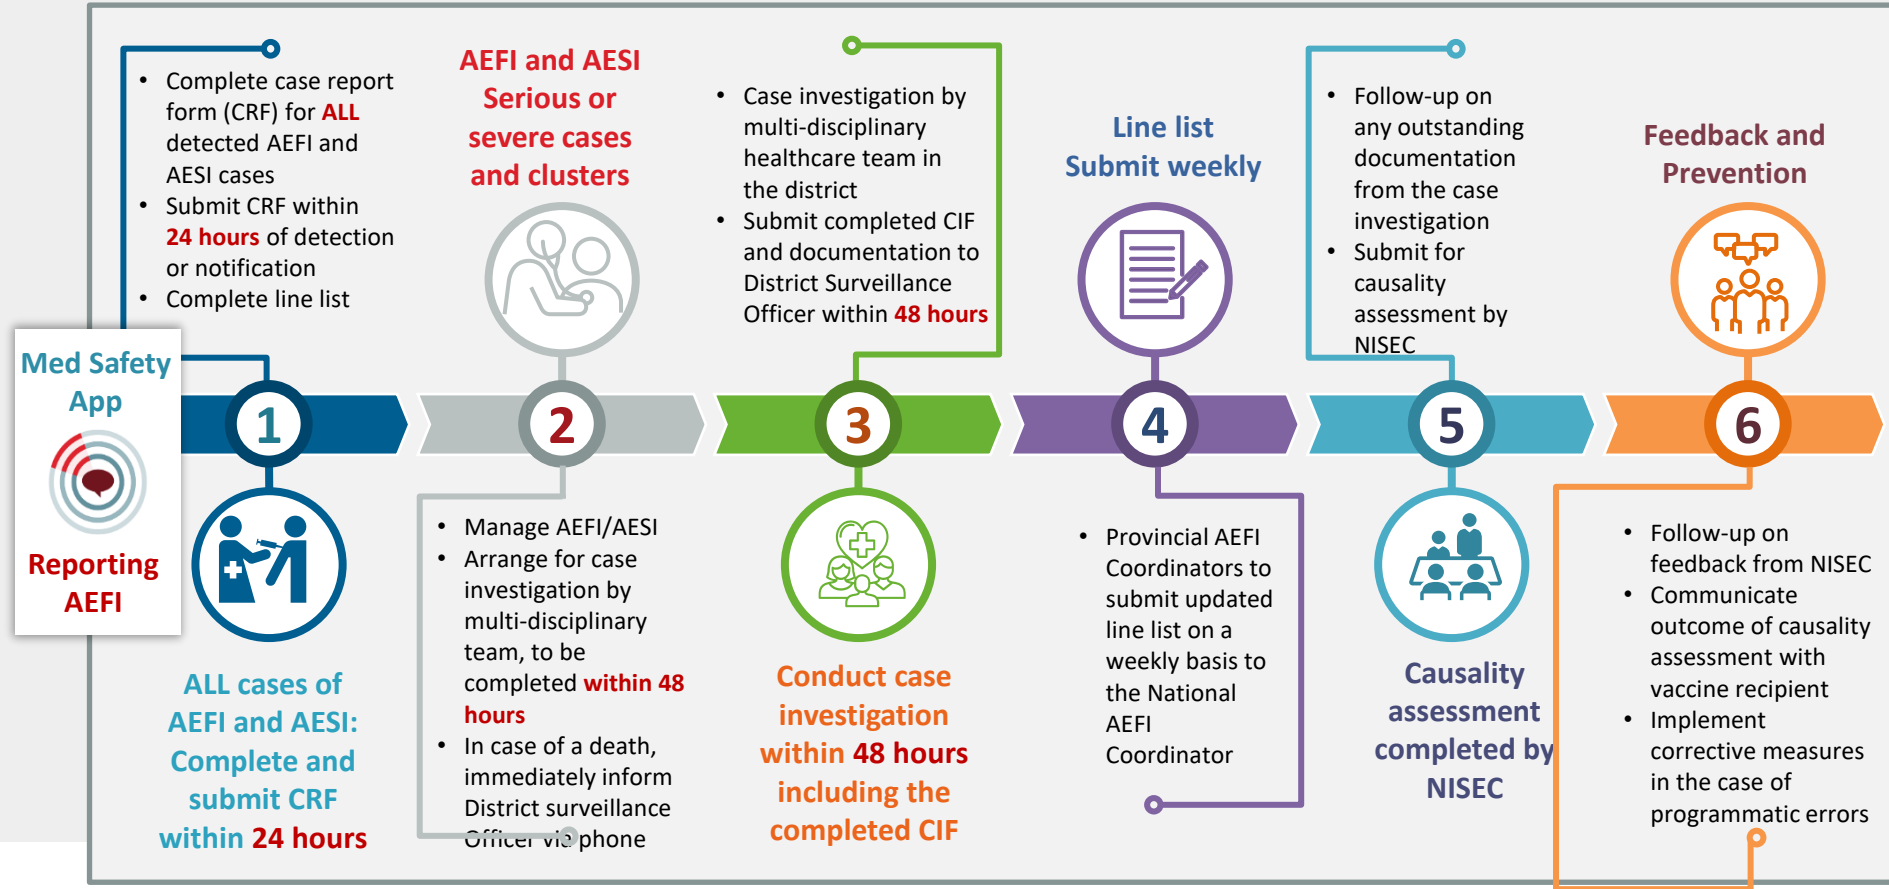 Med Safety
App
Reporting
AEFI
• Complete case report
form (CRF) for ALL
detected AEFI and
AESI cases
• Submit CRF within
24 hours of detection
or notification
• Complete line list
1
ALL cases of
AEFI and AESI:
Complete and
submit CRF
within 24 hours
AEFI and AESI
Serious or
severe cases
and clusters
2
• Manage AEFI/AESI
• Arrange for case
investigation by
multi-disciplinary
team, to be
completed within 48
hours
• In case of a death,
immediately inform
District surveillance
Officer via phone
• Case investigation by
multi-disciplinary
healthcare team in
the district
• Submit completed CIF
and documentation to
District Surveillance
Officer within 48 hours
3
Conduct case
investigation
within 48 hours
including the
completed CIF
Line list
Submit weekly
4
• Provincial AEFI
Coordinators to
submit updated
line list on a
weekly basis to
the National
AEFI
Coordinator
• Follow-up on
any outstanding
documentation
from the case
investigation
• Submit for
causality
assessment by
NISEC
5
Causality
assessment
completed by
NISEC
Feedback and
Prevention
6
• Follow-up on
feedback from NISEC
• Communicate
outcome of causality
assessment with
vaccine recipient
• Implement
corrective measures
in the case of
programmatic errors